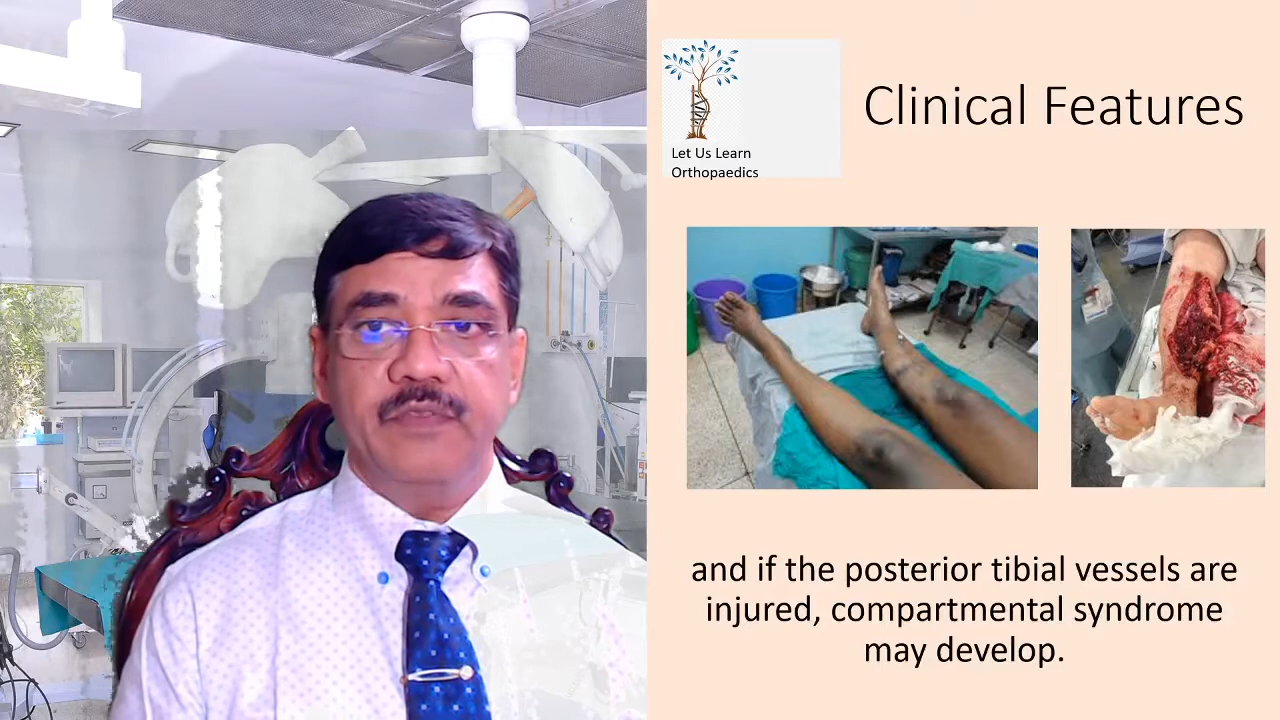 Clinical Features
Let Us Learn
Orthopaedics
and if the posterior tibial vessels are
injured, compartmental syndrome
may develop.